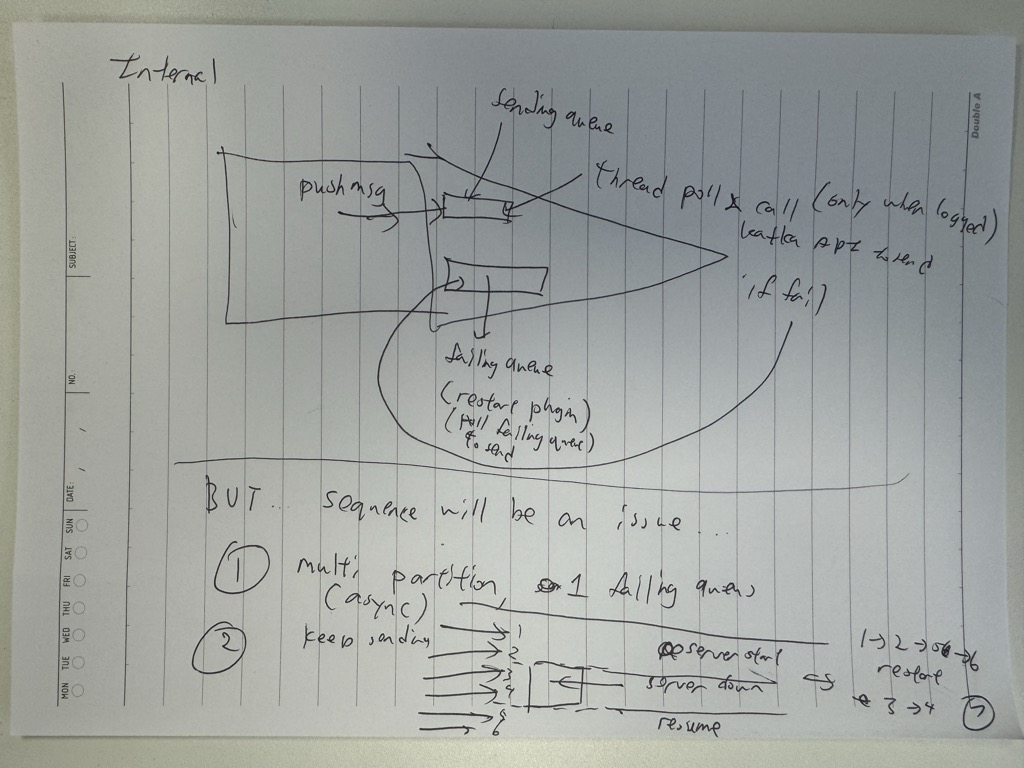 Internal
Double A
sending queue
push msg
thread poll & call (only when logged)
kafka API to send
if fail
failing queue
(restore plugin)
(poll failing queue)
to send
BUT... sequence will be an issue ...
1 multi partition 1 failing queue
(async)
2 keep sending
1
2
3
4
5
6
server start
server down
resume
1→2→5→6
restore
3→4
SUBJECT:
NO.:
/ /
DATE:
MON TUE WED THU FRI SAT SUN